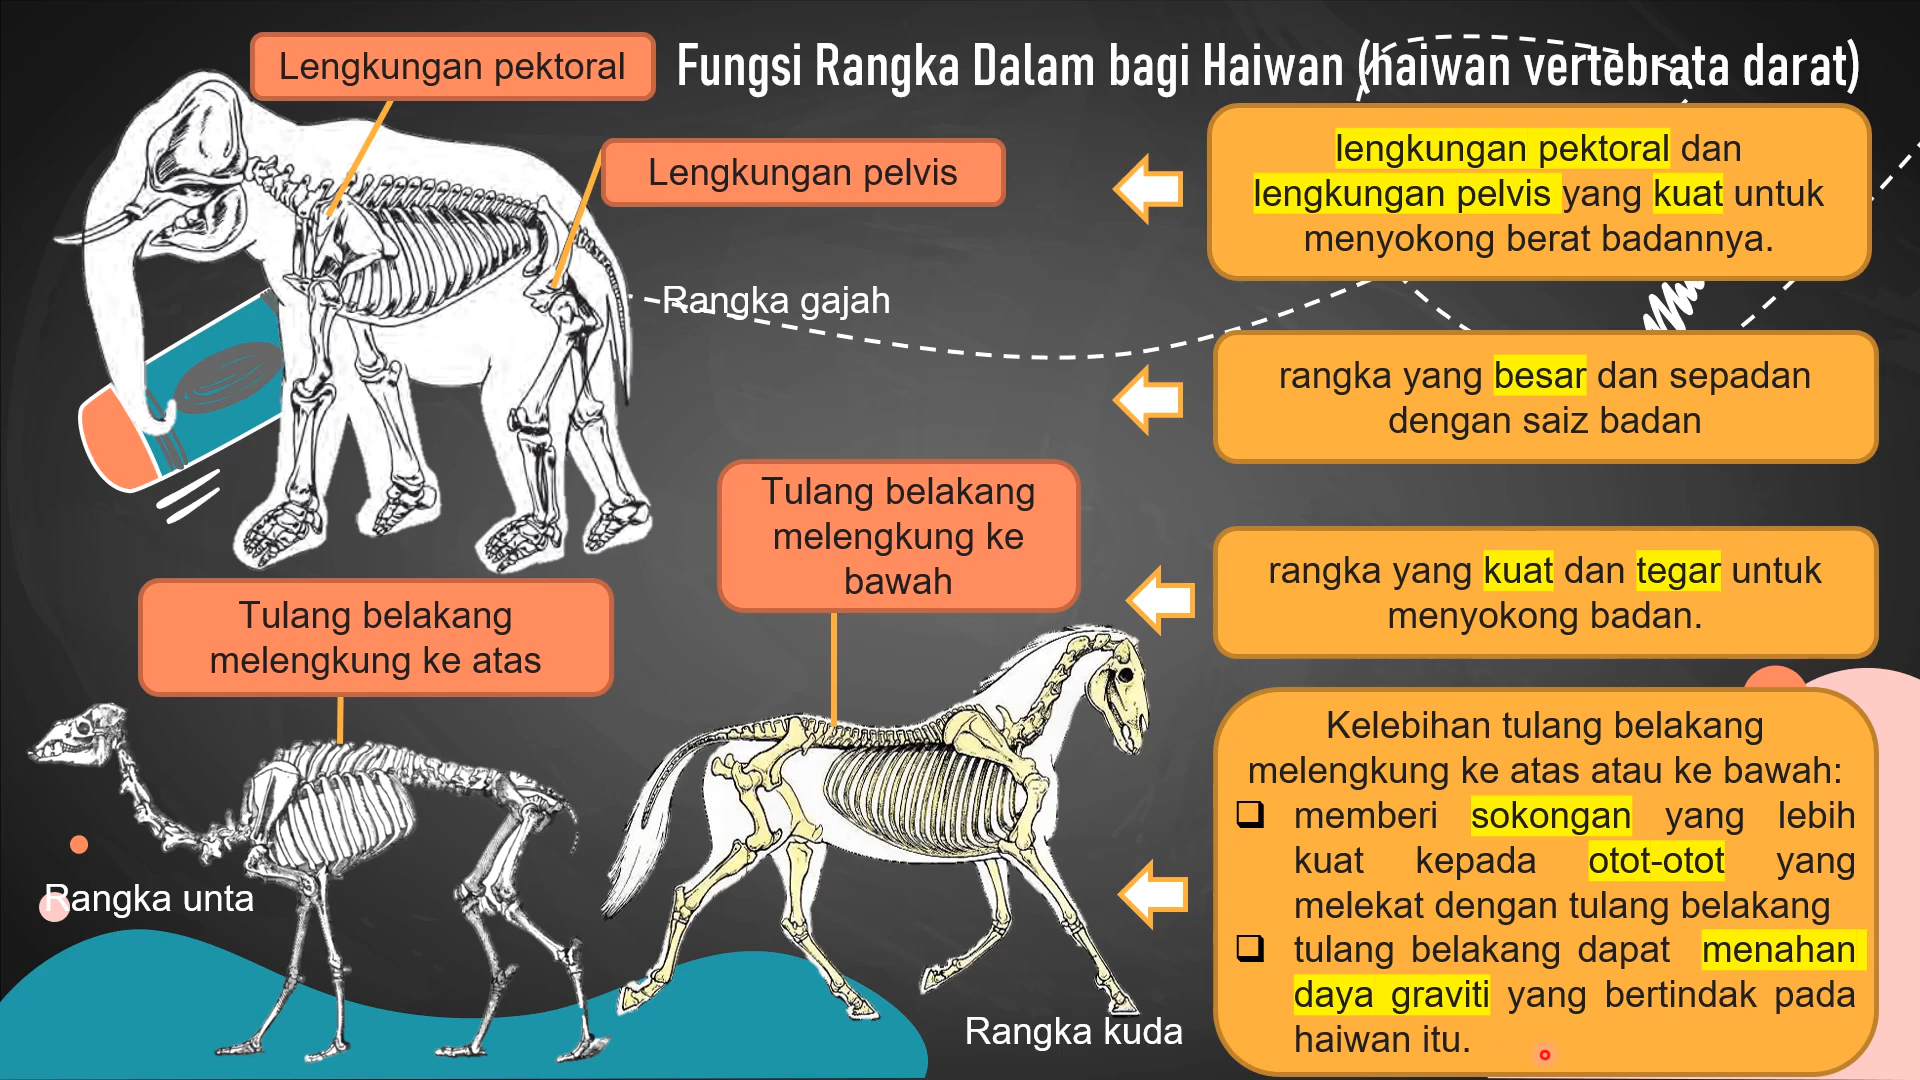 Lengkungan pektoral
Fungsi Rangka Dalam bagi Haiwan (haiwan vertebrata darat)
Lengkungan pelvis
lengkungan pektoral dan
lengkungan pelvis yang kuat untuk
menyokong berat badannya.
Rangka gajah
rangka yang besar dan sepadan
dengan saiz badan
Tulang belakang
melengkung ke
bawah
rangka yang kuat dan tegar untuk
menyokong badan.
Tulang belakang
melengkung ke atas
Kelebihan tulang belakang
melengkung ke atas atau ke bawah:
❑ memberi sokongan yang lebih
kuat kepada otot-otot yang
melekat dengan tulang belakang
❑ tulang belakang dapat menahan
daya graviti yang bertindak pada
haiwan itu.
Rangka unta
Rangka kuda